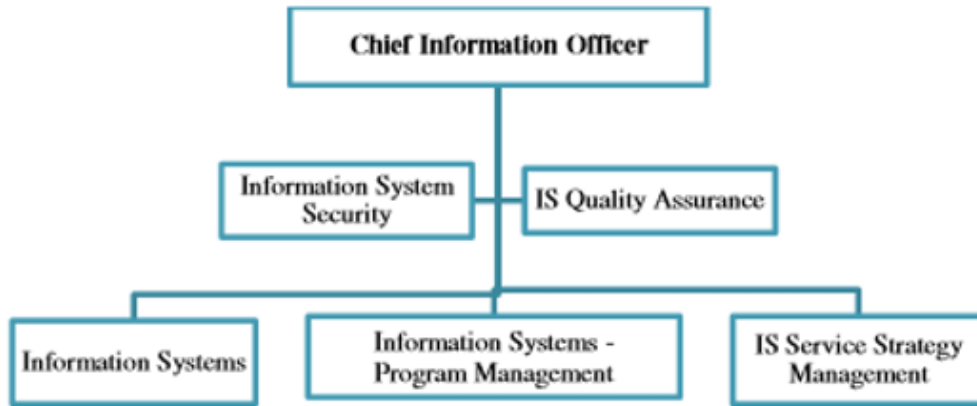 Chief Information Officer
Information System
Security
IS Quality Assurance
Information Systems
Information Systems -
Program Management
IS Service Strategy
Management